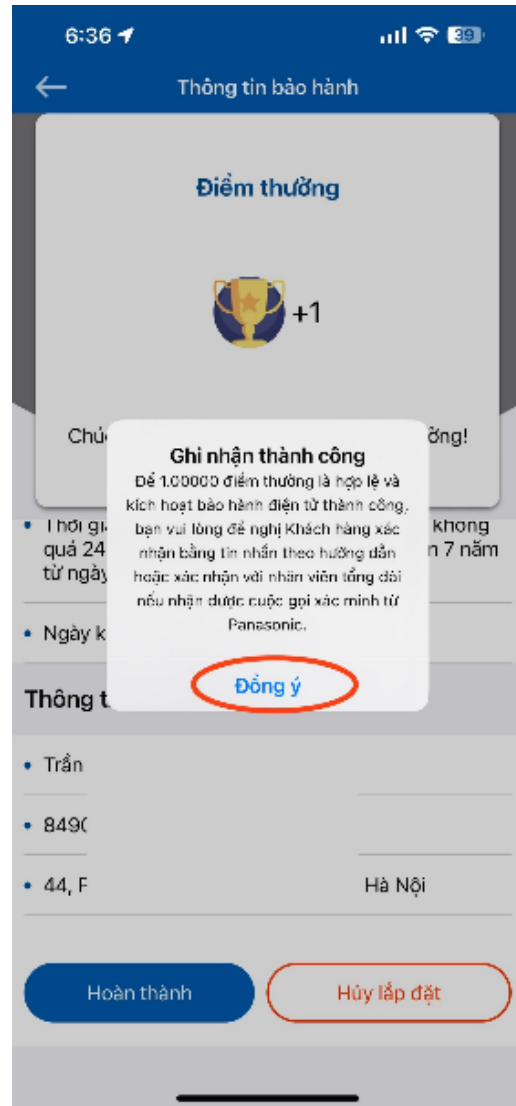 6:36
39
Thông tin bảo hành
Điểm thưởng
+1
Chú
ởng!
Ghi nhận thành công
Để 1.00000 điểm thưởng là hợp lệ và
kích hoạt bảo hành điện tử thành công,
bạn vui lòng đề nghị Khách hàng xác
nhận bằng tin nhắn theo hướng dẫn
hoặc xác nhận với nhân viên tổng đài
nếu nhận được cuộc gọi xác minh từ
Panasonic.
Đồng ý
• Thời gi không
quá 24 n 7 năm
từ ngày
• Ngày k
Thông t
• Trần
• 849
• 44, Hà Nội
Hoàn thành
Hủy lắp đặt